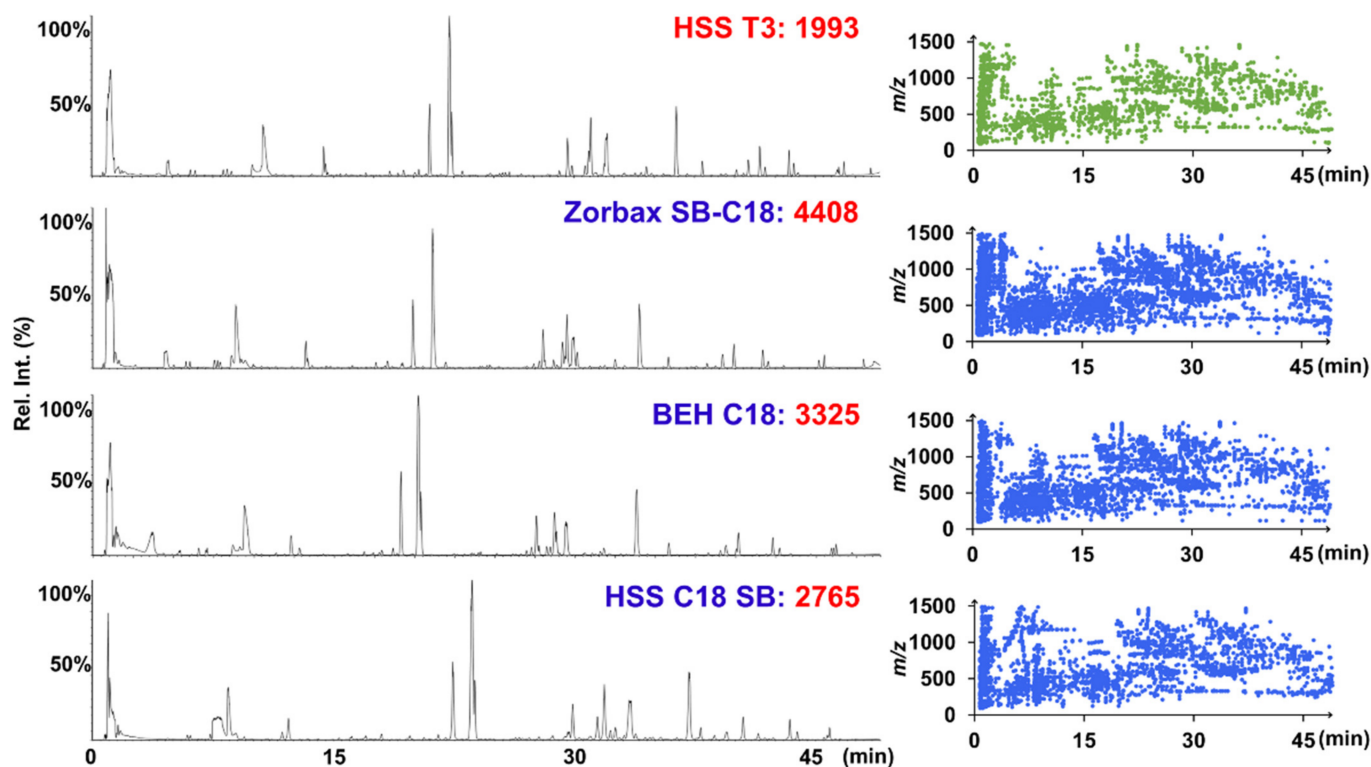 Rel. Int. (%)
100%
50%
HSS T3: 1993
m/z
1500
1000
500
0
0 15 30 45 (min)
100%
50%
Zorbax SB-C18: 4408
m/z
1500
1000
500
0
0 15 30 45 (min)
100%
50%
BEH C18: 3325
m/z
1500
1000
500
0
0 15 30 45 (min)
100%
50%
HSS C18 SB: 2765
0 15 30 (min)
m/z
1500
1000
500
0
0 15 30 45 (min)